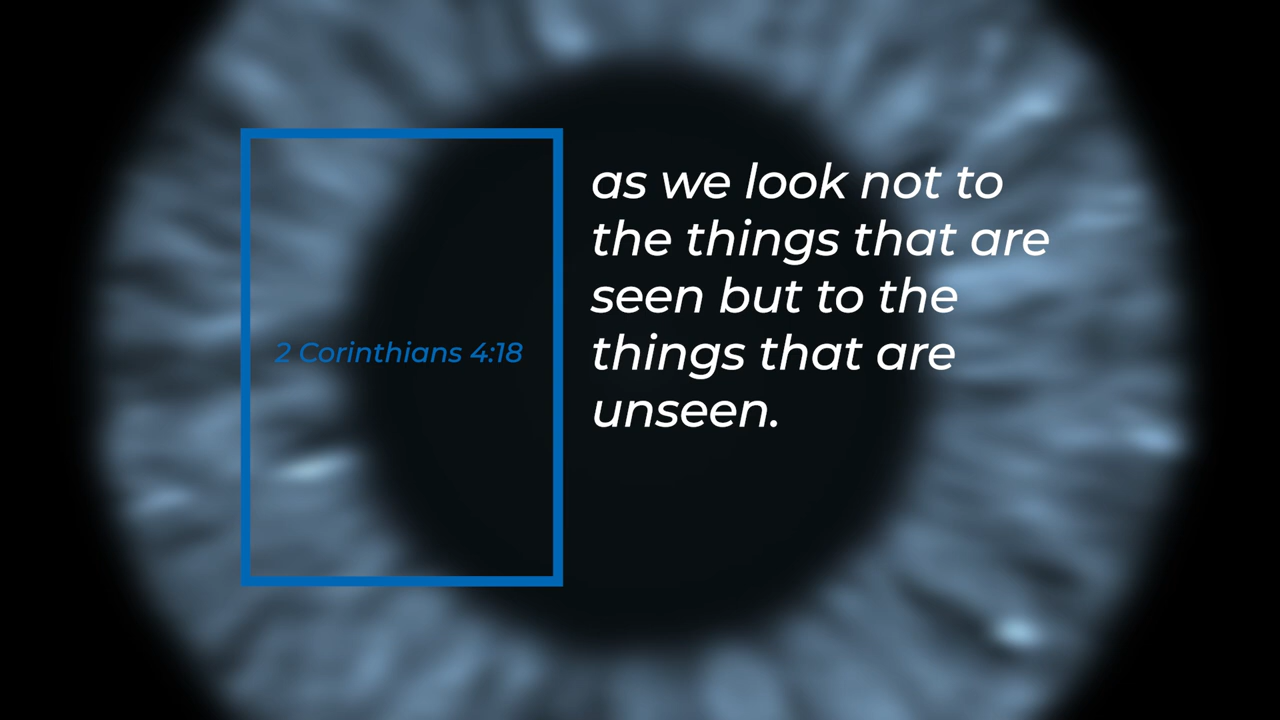 2 Corinthians 4:18
as we look not to
the things that are
seen but to the
things that are
unseen.